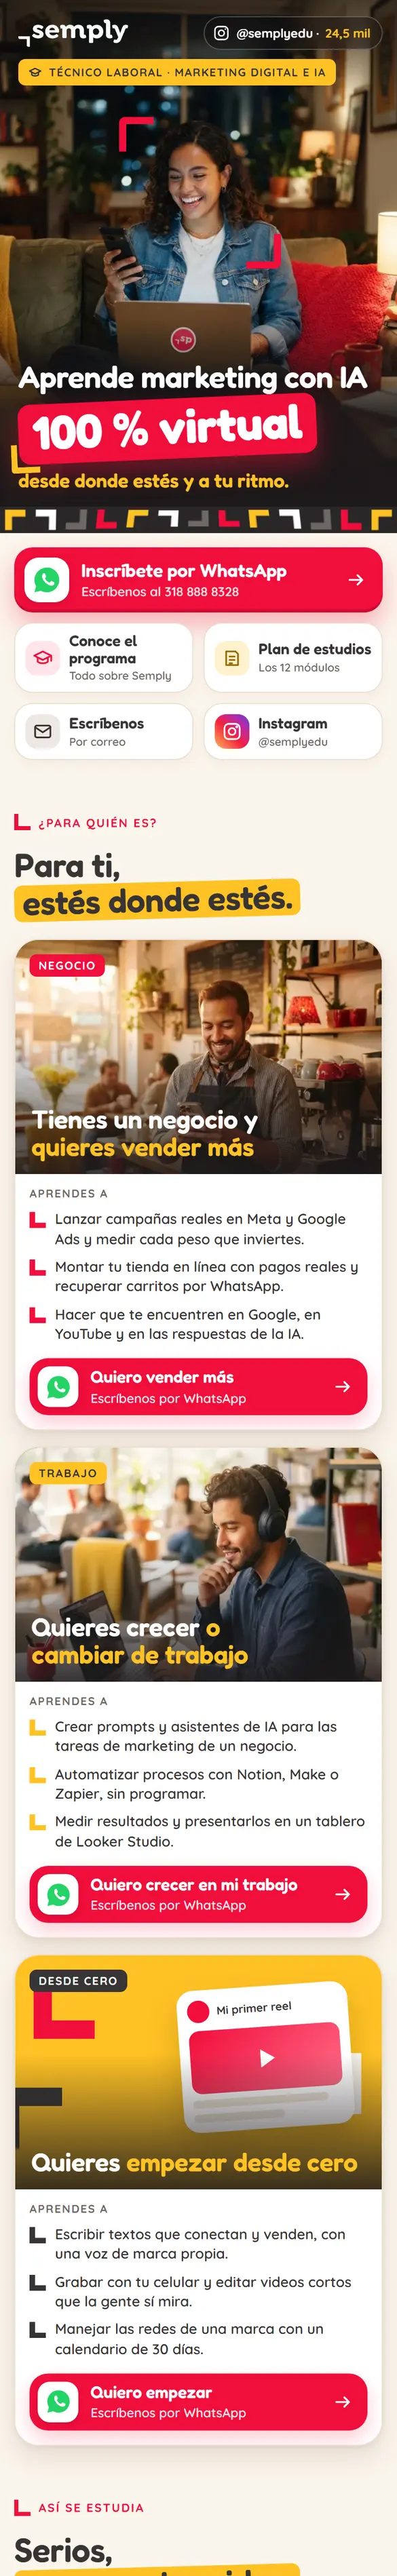 semply
@semplyedu · 24,5 mil
TÉCNICO LABORAL · MARKETING DIGITAL E IA
sp
Aprende marketing con IA
100 % virtual
desde donde estés y a tu ritmo.
Inscríbete por WhatsApp
Escríbenos al 318 888 8328
Conoce el
programa
Todo sobre Semply
Plan de estudios
Los 12 módulos
Escríbenos
Por correo
Instagram
@semplyedu
¿PARA QUIÉN ES?
Para ti,
estés donde estés.
NEGOCIO
Tienes un negocio y
quieres vender más
APRENDES A
Lanzar campañas reales en Meta y Google
Ads y medir cada peso que inviertes.
Montar tu tienda en línea con pagos reales y
recuperar carritos por WhatsApp.
Hacer que te encuentren en Google, en
YouTube y en las respuestas de la IA.
Quiero vender más
Escríbenos por WhatsApp
TRABAJO
Quieres crecer o
cambiar de trabajo
APRENDES A
Crear prompts y asistentes de IA para las
tareas de marketing de un negocio.
Automatizar procesos con Notion, Make o
Zapier, sin programar.
Medir resultados y presentarlos en un tablero
de Looker Studio.
Quiero crecer en mi trabajo
Escríbenos por WhatsApp
DESDE CERO
Mi primer reel
Quieres empezar desde cero
APRENDES A
Escribir textos que conectan y venden, con
una voz de marca propia.
Grabar con tu celular y editar videos cortos
que la gente sí mira.
Manejar las redes de una marca con un
calendario de 30 días.
Quiero empezar
Escríbenos por WhatsApp
ASÍ SE ESTUDIA
Serios,